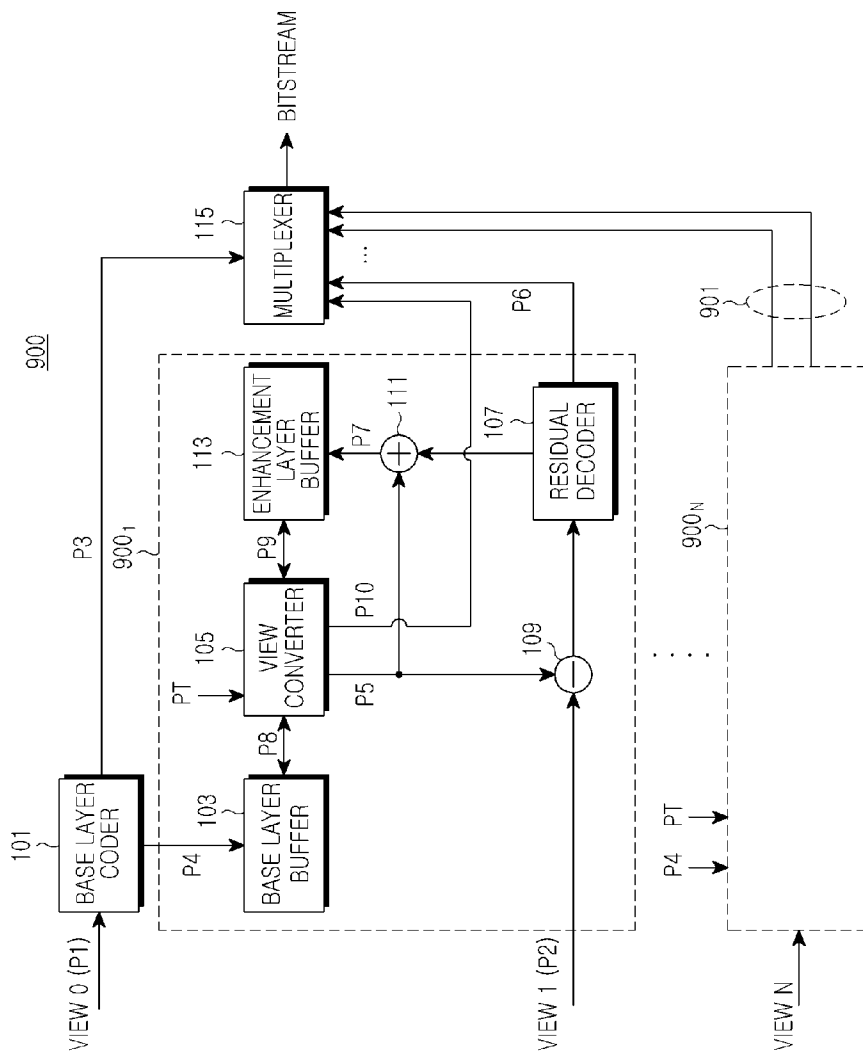 900
VIEW 0 (P1)
101
BASE LAYER
CODER
P3
P4
115
MULTIPLEXER
BITSTREAM
900₁
103
BASE LAYER
BUFFER
P8
PT
105
VIEW
CONVERTER
P9
113
ENHANCEMENT
LAYER
BUFFER
P5
P10
P7
111
+
...
VIEW 1 (P2)
109
−
107
RESIDUAL
DECODER
P6
. . . .
901
P4
PT
900N
VIEW N